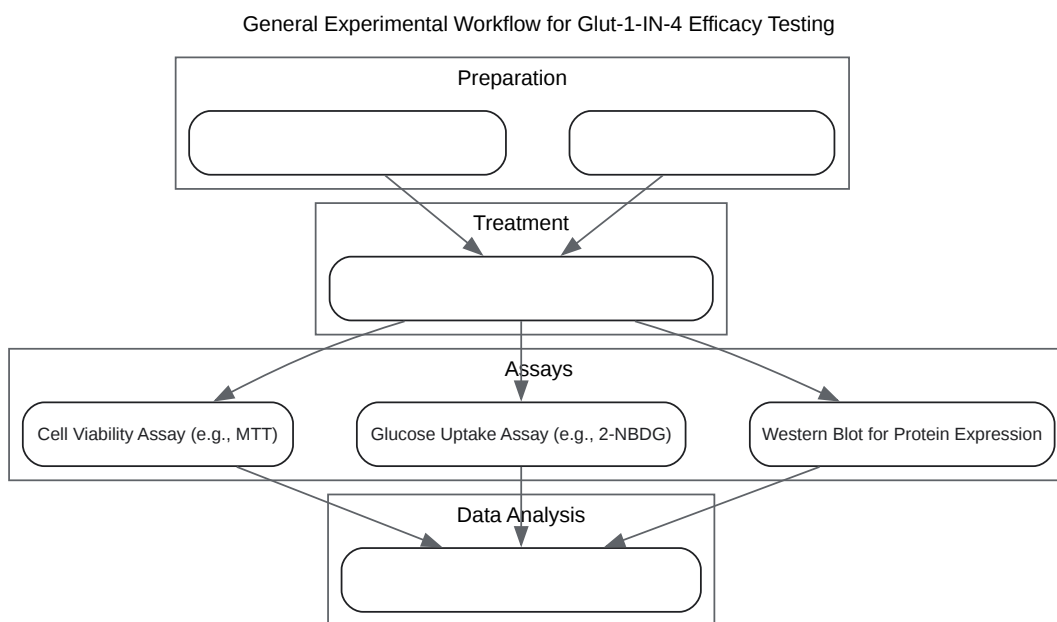 General Experimental Workflow for Glut-1-IN-4 Efficacy Testing
Preparation
Treatment
Assays
Cell Viability Assay (e.g., MTT)
Glucose Uptake Assay (e.g., 2-NBDG)
Western Blot for Protein Expression
Data Analysis